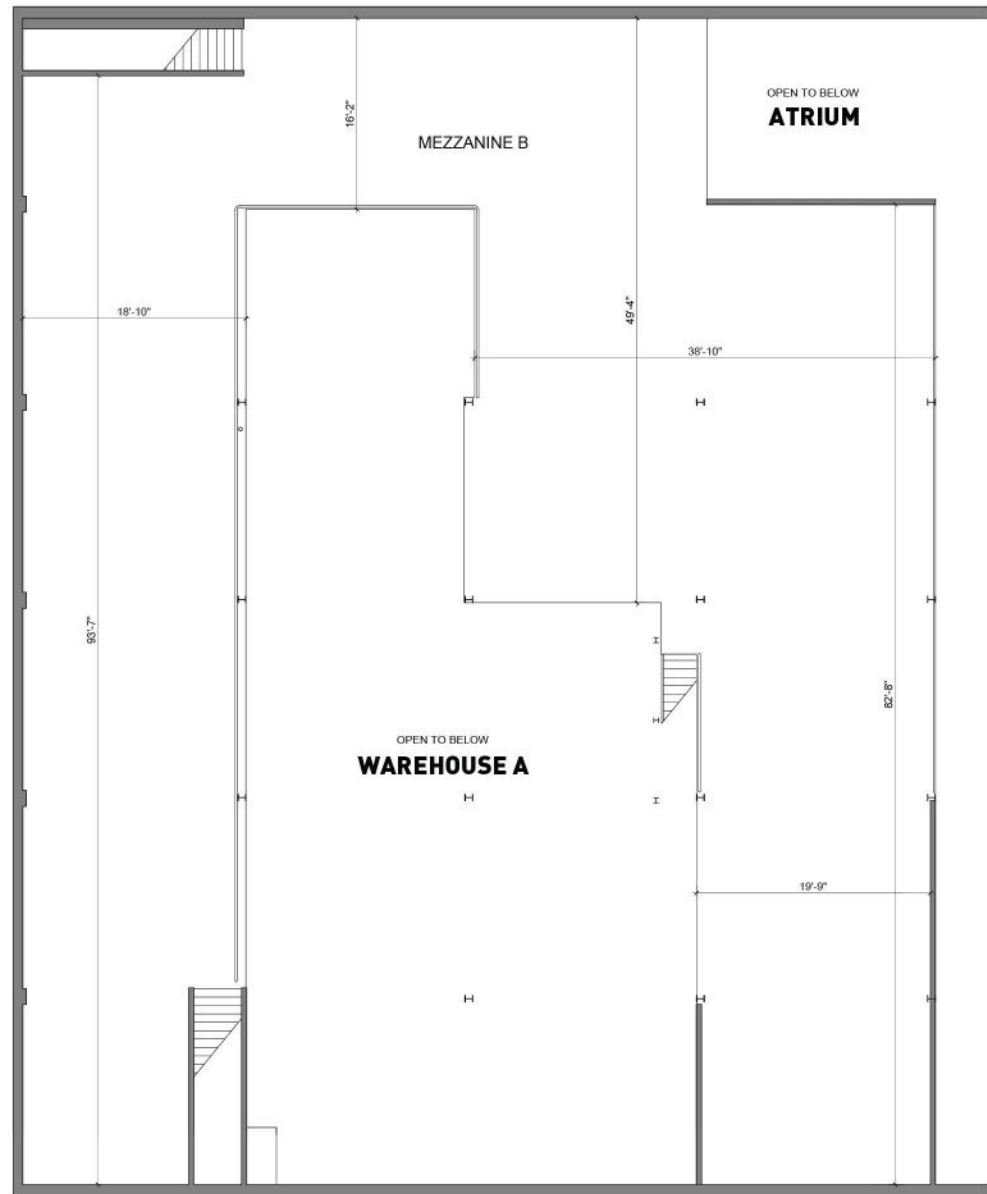 OPEN TO BELOW
ATRIUM
16'-2"
MEZZANINE B
18'-10"
49'-4"
38'-10"
93'-7"
82'-8"
OPEN TO BELOW
WAREHOUSE A
19'-9"